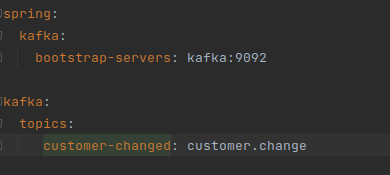 spring:
kafka:
bootstrap-servers: kafka:9092
kafka:
topics:
customer-changed: customer.change